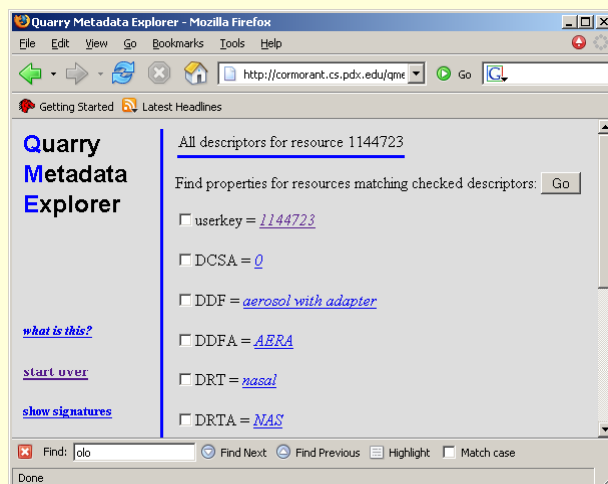 Quarry Metadata Explorer - Mozilla Firefox
File Edit View Go Bookmarks Tools Help
http://cormorant.cs.pdx.edu/qme Go G
Getting Started Latest Headlines
Quarry
Metadata
Explorer
what is this?
start over
show signatures
All descriptors for resource 1144723
Find properties for resources matching checked descriptors: Go
userkey = 1144723
DCSA = 0
DDF = aerosol with adapter
DDFA = AERA
DRT = nasal
DRTA = NAS
Find: olo Find Next Find Previous Highlight Match case
Done